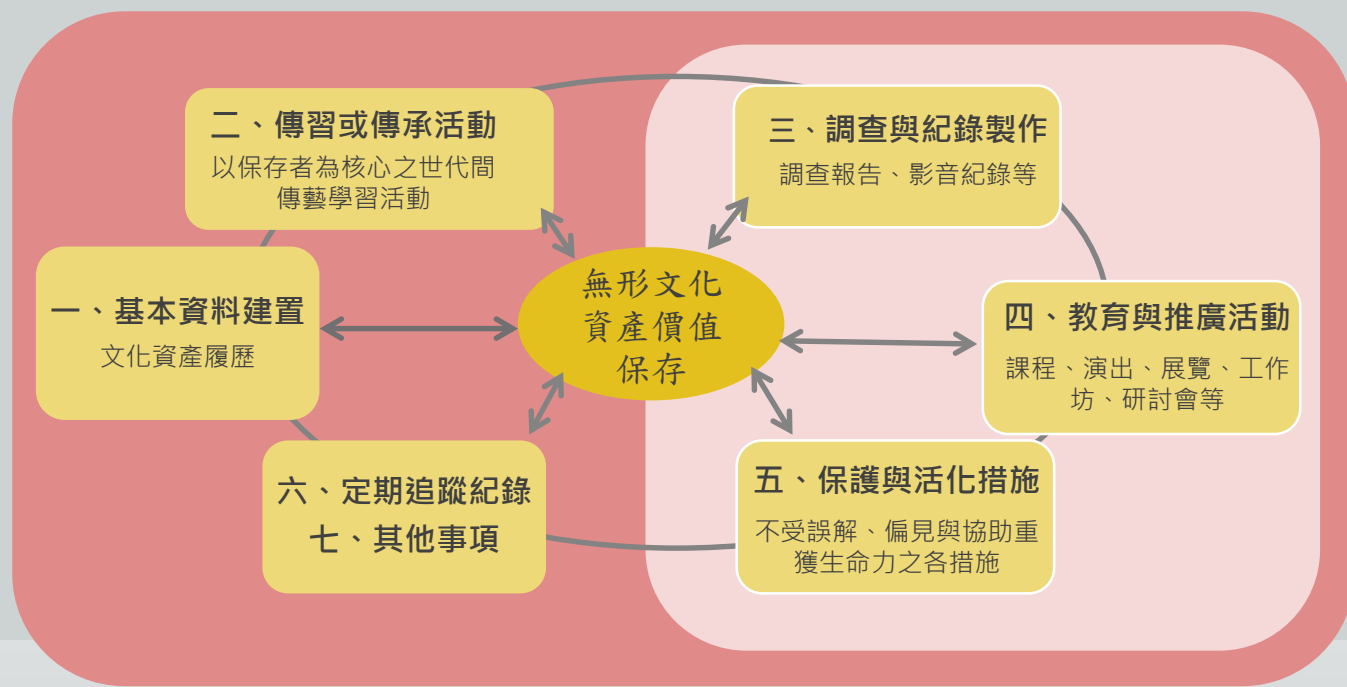 二、傳習或傳承活動
以保存者為核心之世代間
傳藝學習活動
三、調查與紀錄製作
調查報告、影音紀錄等
一、基本資料建置
文化資產履歷
無形文化
資產價值
保存
四、教育與推廣活動
課程、演出、展覽、工作
坊、研討會等
六、定期追蹤紀錄
七、其他事項
五、保護與活化措施
不受誤解、偏見與協助重
獲生命力之各措施